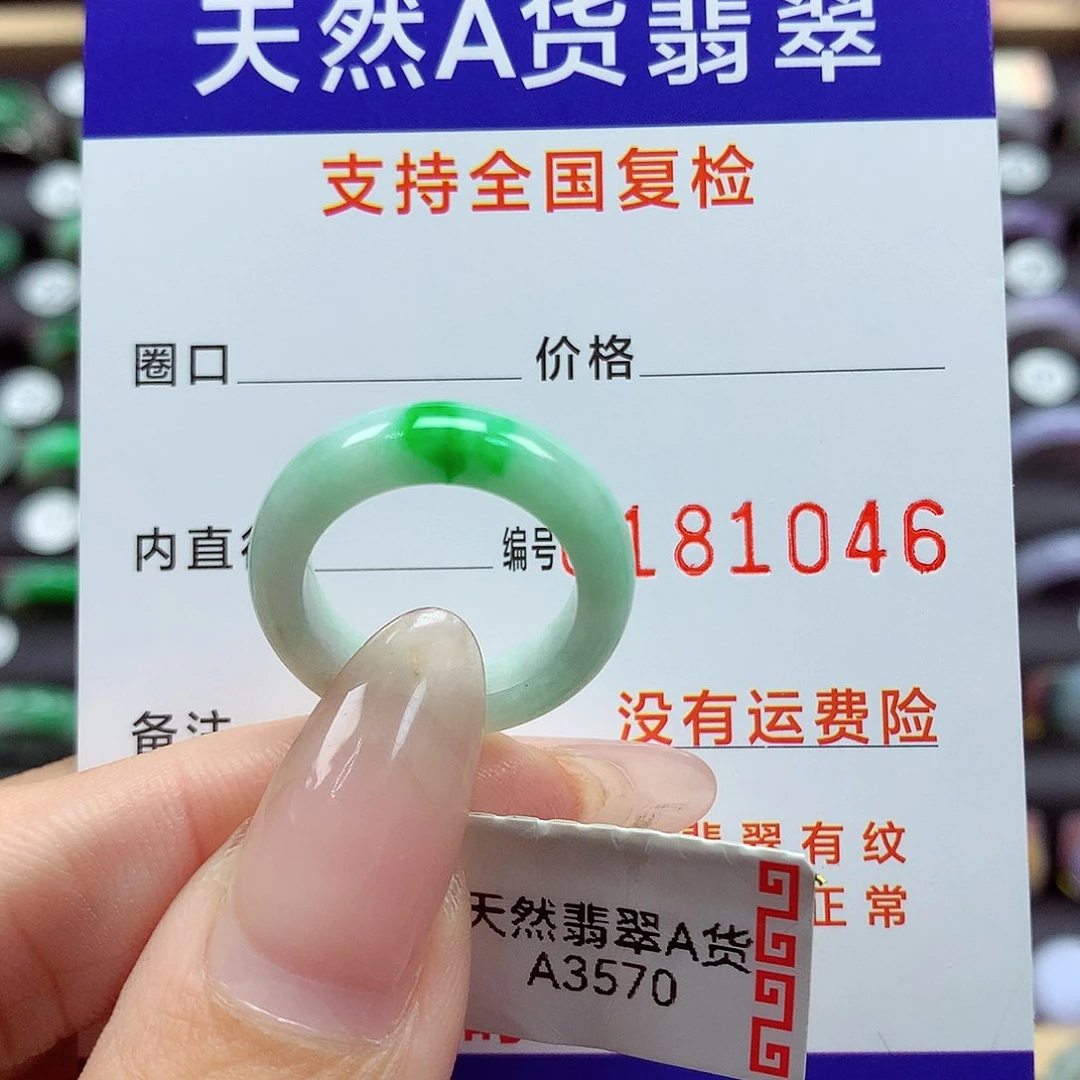 天然A货翡翠
支持全国复检
圈口 价格
内直 编号 181046
备注 没有运费险
翡翠有纹
正常
天然翡翠A货
A3570